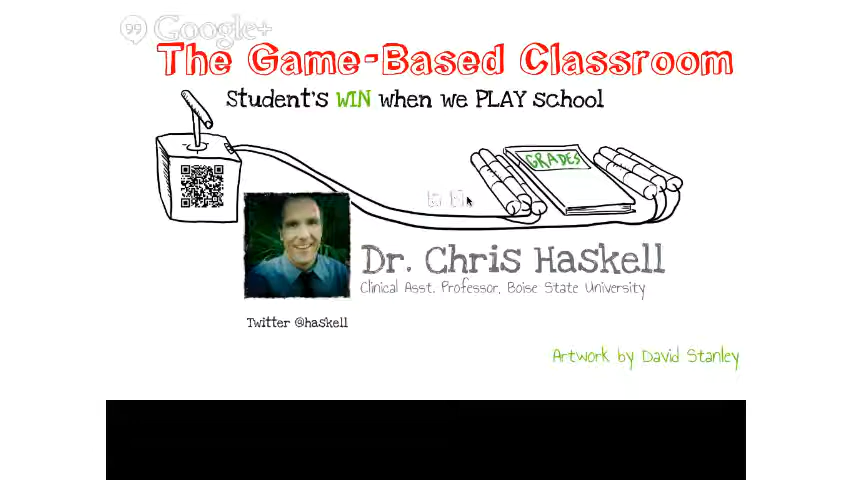 Google+
The Game-Based Classroom
Student's WIN when we PLAY school
GRADES
Dr. Chris Haskell
Clinical Asst. Professor, Boise State University
Twitter @haskell
Artwork by David Stanley